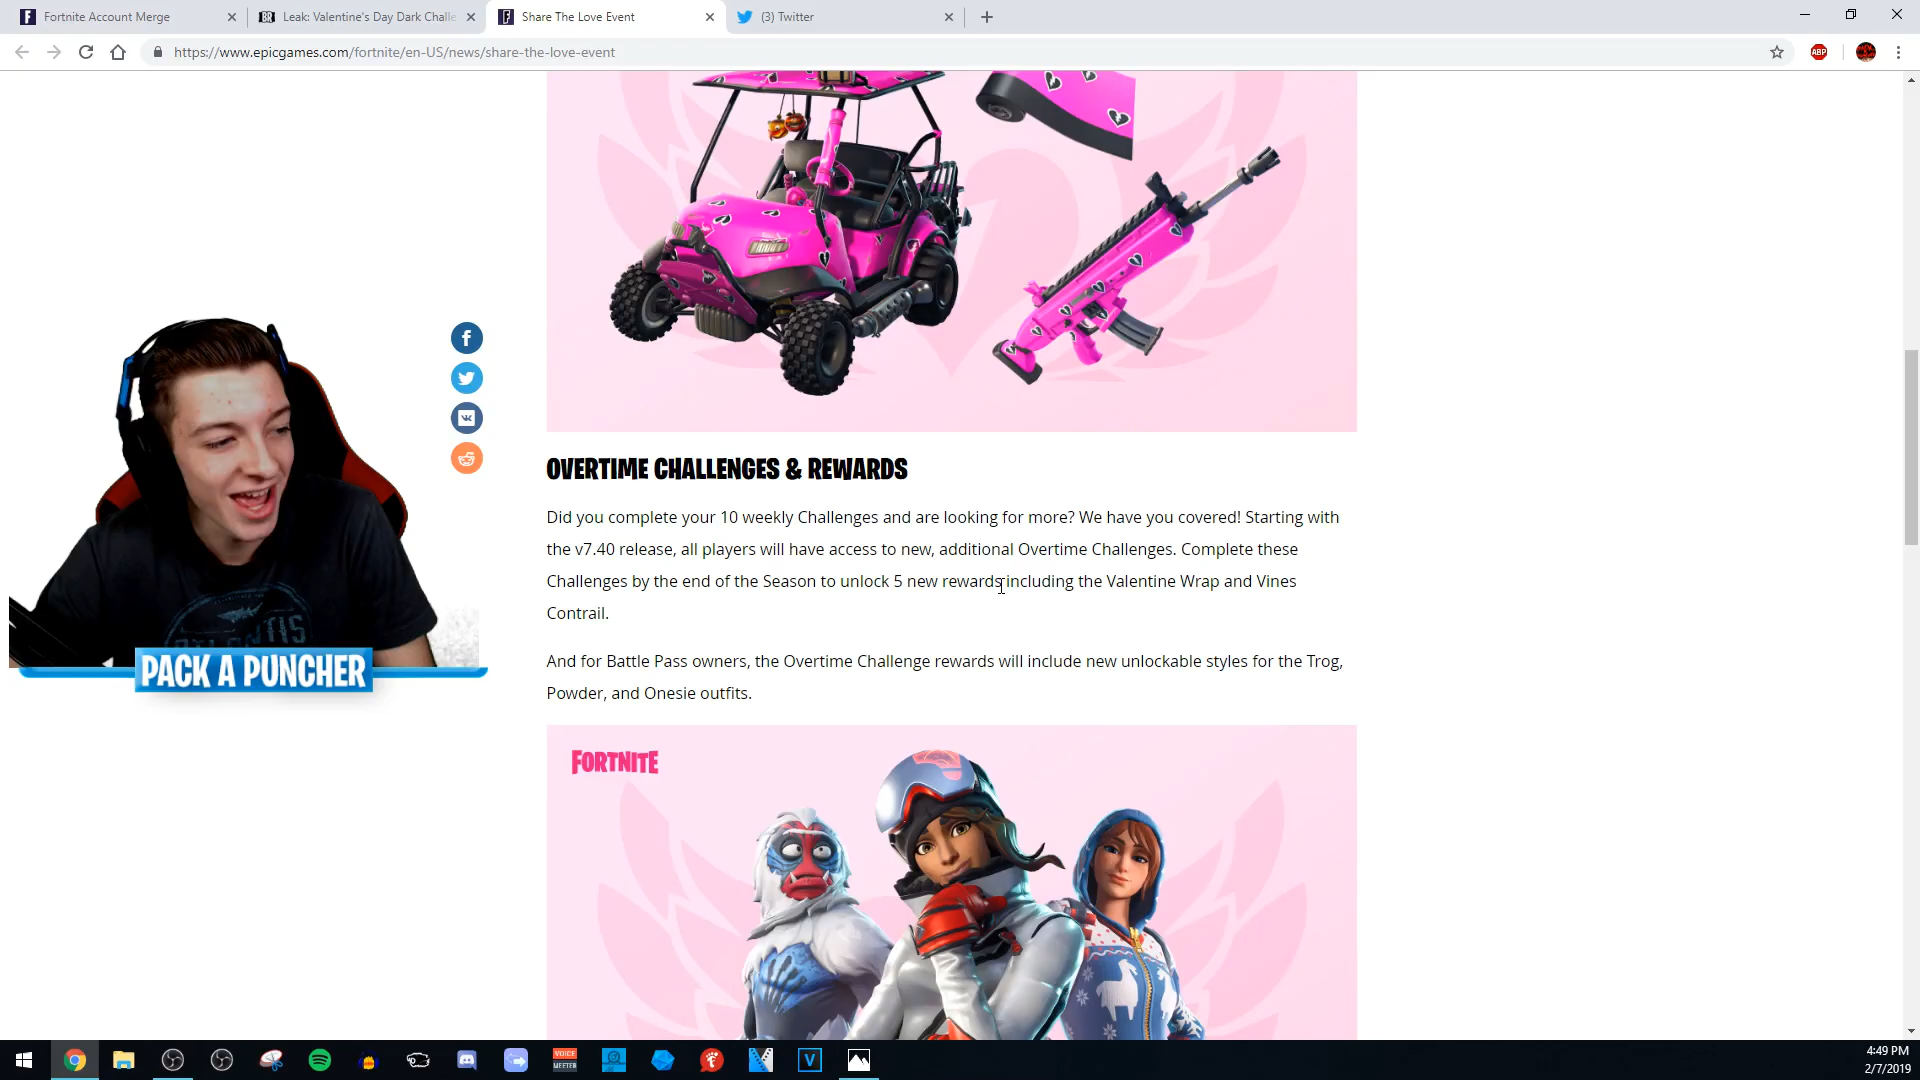 Fortnite Account Merge
Leak: Valentine's Day Dark Challe
Share The Love Event
(3) Twitter
https://www.epicgames.com/fortnite/en-US/news/share-the-love-event
ABP
OVERTIME CHALLENGES & REWARDS
Did you complete your 10 weekly Challenges and are looking for more? We have you covered! Starting with
the v7.40 release, all players will have access to new, additional Overtime Challenges. Complete these
Challenges by the end of the Season to unlock 5 new rewards including the Valentine Wrap and Vines
Contrail.
And for Battle Pass owners, the Overtime Challenge rewards will include new unlockable styles for the Trog,
Powder, and Onesie outfits.
FORTNITE
PACK A PUNCHER
VOICE
MEETER
4:49 PM
2/7/2019